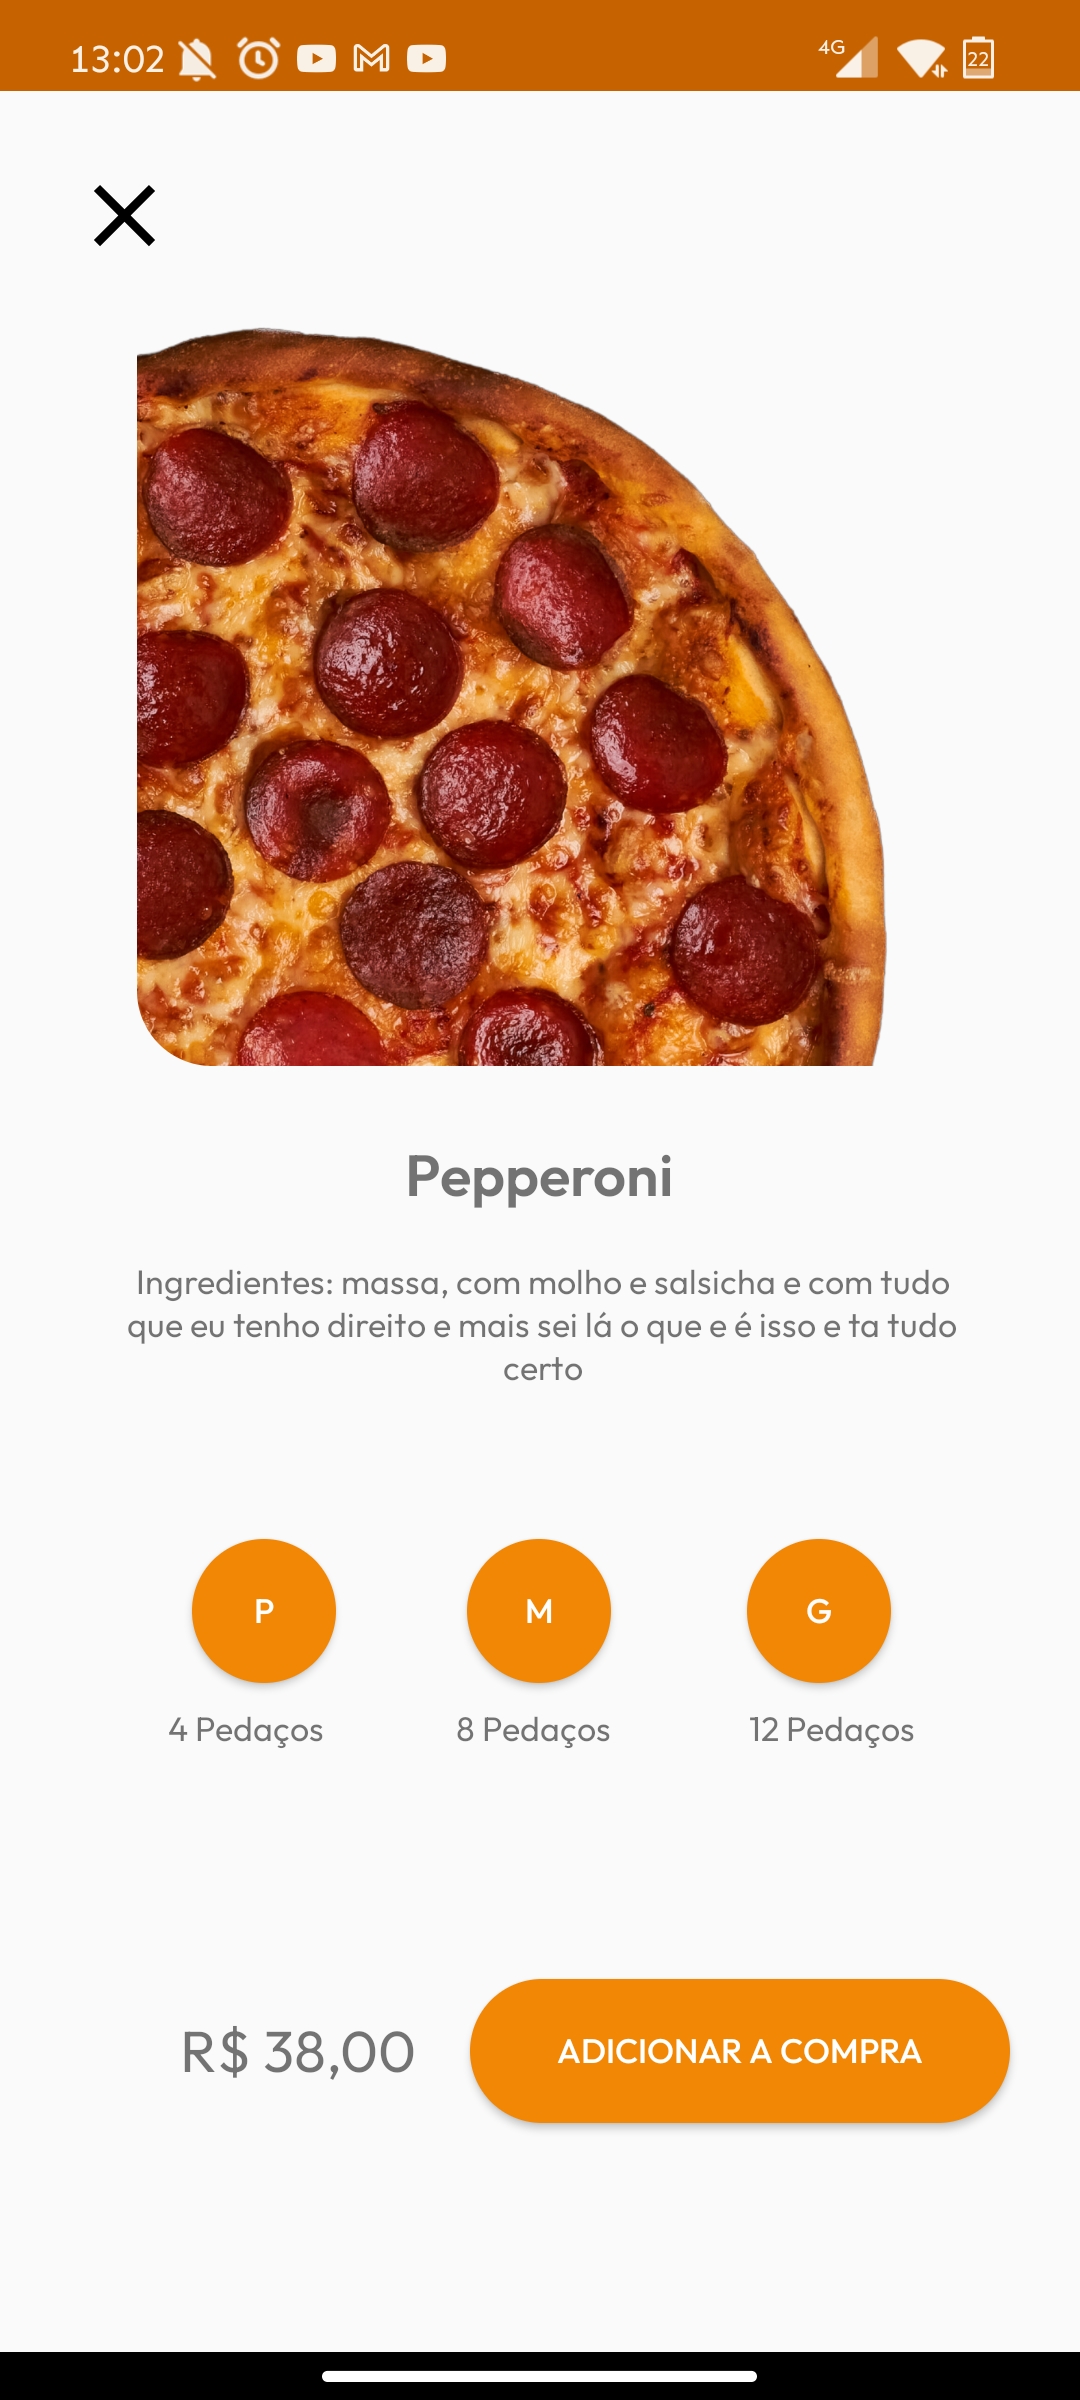 13:02
4G
22
Pepperoni
Ingredientes: massa, com molho e salsicha e com tudo
que eu tenho direito e mais sei lá o que e é isso e ta tudo
certo
P M G
4 Pedaços 8 Pedaços 12 Pedaços
R$ 38,00 ADICIONAR A COMPRA